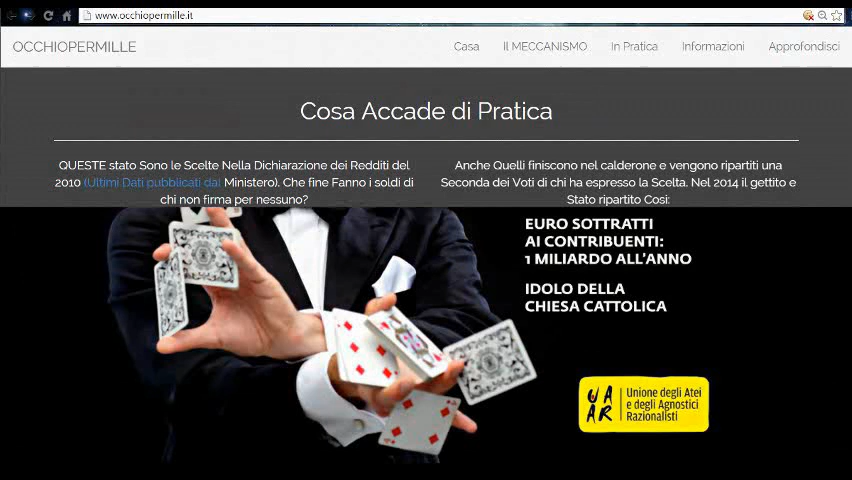 www.occhiopermille.it
OCCHIOPERMILLE
Casa
Il MECCANISMO
In Pratica
Informazioni
Approfondisci
Cosa Accade di Pratica
QUESTE stato Sono le Scelte Nella Dichiarazione dei Redditi del
2010 (Ultimi Dati pubblicati dal Ministero). Che fine Fanno i soldi di
chi non firma per nessuno?
Anche Quelli finiscono nel calderone e vengono ripartiti una
Seconda dei Voti di chi ha espresso la Scelta. Nel 2014 il gettito e
Stato ripartito Cosi:
EURO SOTTRATTI
AI CONTRIBUENTI:
1 MILIARDO ALL'ANNO
IDOLO DELLA
CHIESA CATTOLICA
UAAR
Unione degli Atei
e degli Agnostici
Razionalisti